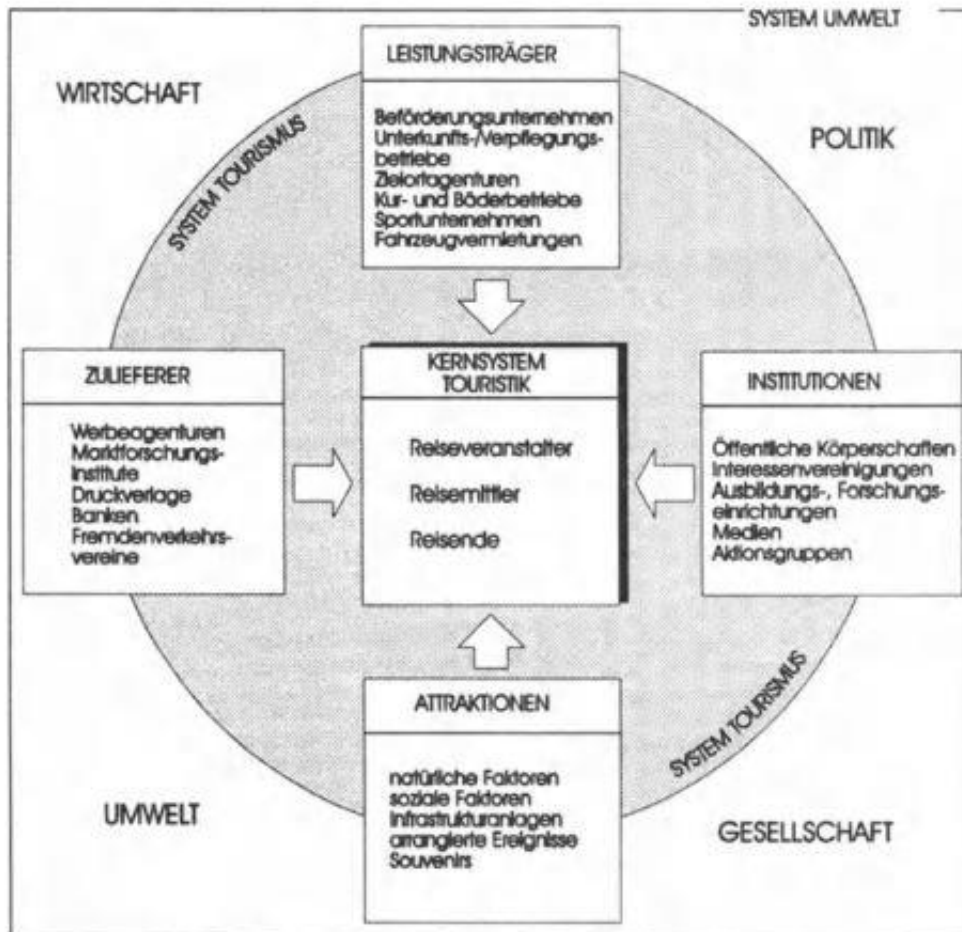 SYSTEM UMWELT
WIRTSCHAFT
POLITIK
UMWELT
GESELLSCHAFT
SYSTEM TOURISMUS
SYSTEM TOURISMUS
LEISTUNGSTRÄGER
Beförderungsunternehmen
Unterkunfts-/Verpflegungs-
betriebe
Zielortagenturen
Kur- und Bäderbetriebe
Sportunternehmen
Fahrzeugvermietungen
ZULIEFERER
Werbeagenturen
Marktforschungs-
institute
Druckverlage
Banken
Fremdenverkehrs-
vereine
KERNSYSTEM
TOURISTIK
Reiseveranstalter
Reisemittler
Reisende
INSTITUTIONEN
Öffentliche Körperschaften
Interessenvereinigungen
Ausbildungs-, Forschungs-
einrichtungen
Medien
Aktionsgruppen
ATTRAKTIONEN
natürliche Faktoren
soziale Faktoren
Infrastrukturanlagen
arrangierte Ereignisse
Souvenirs